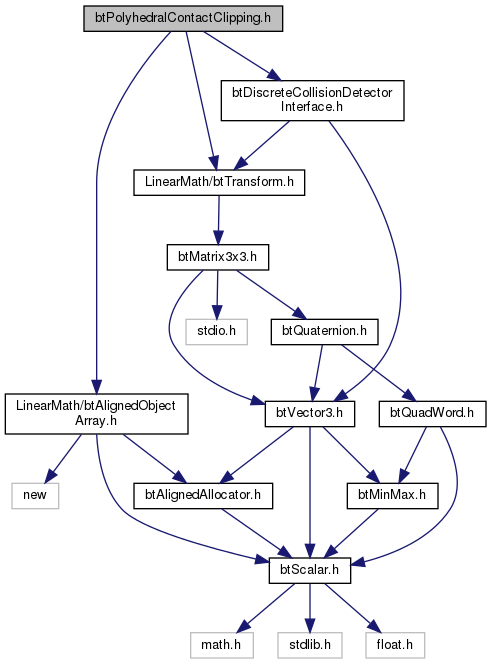 btPolyhedralContactClipping.h
btDiscreteCollisionDetector
Interface.h
LinearMath/btTransform.h
btMatrix3x3.h
stdio.h
btQuaternion.h
LinearMath/btAlignedObject
Array.h
btVector3.h
btQuadWord.h
new
btAlignedAllocator.h
btMinMax.h
btScalar.h
math.h
stdlib.h
float.h